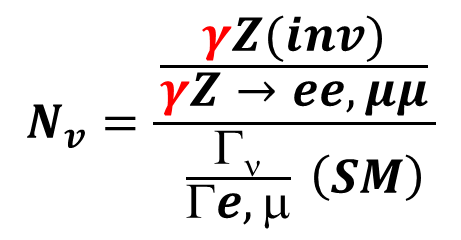 γZ(inv)
γZ → ee, μμ
N_ν =
Γ_ν
Γe, μ (SM)